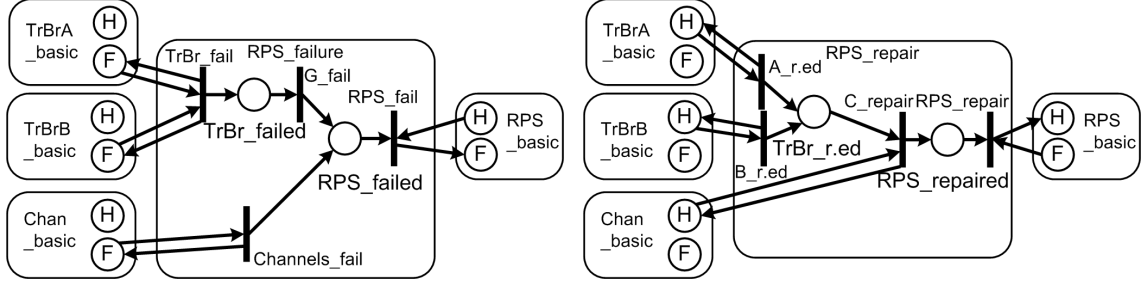 TrBrA
_basic
H
F
TrBr_fail
RPS_failure
G_fail
RPS_fail
TrBrB
_basic
H
F
TrBr_failed
H
F
RPS
_basic
RPS_failed
Chan
_basic
H
F
Channels_fail
TrBrA
_basic
H
F
RPS_repair
A_r.ed
C_repair
RPS_repair
TrBrB
_basic
H
F
TrBr_r.ed
B_r.ed
H
F
RPS
_basic
RPS_repaired
Chan
_basic
H
F